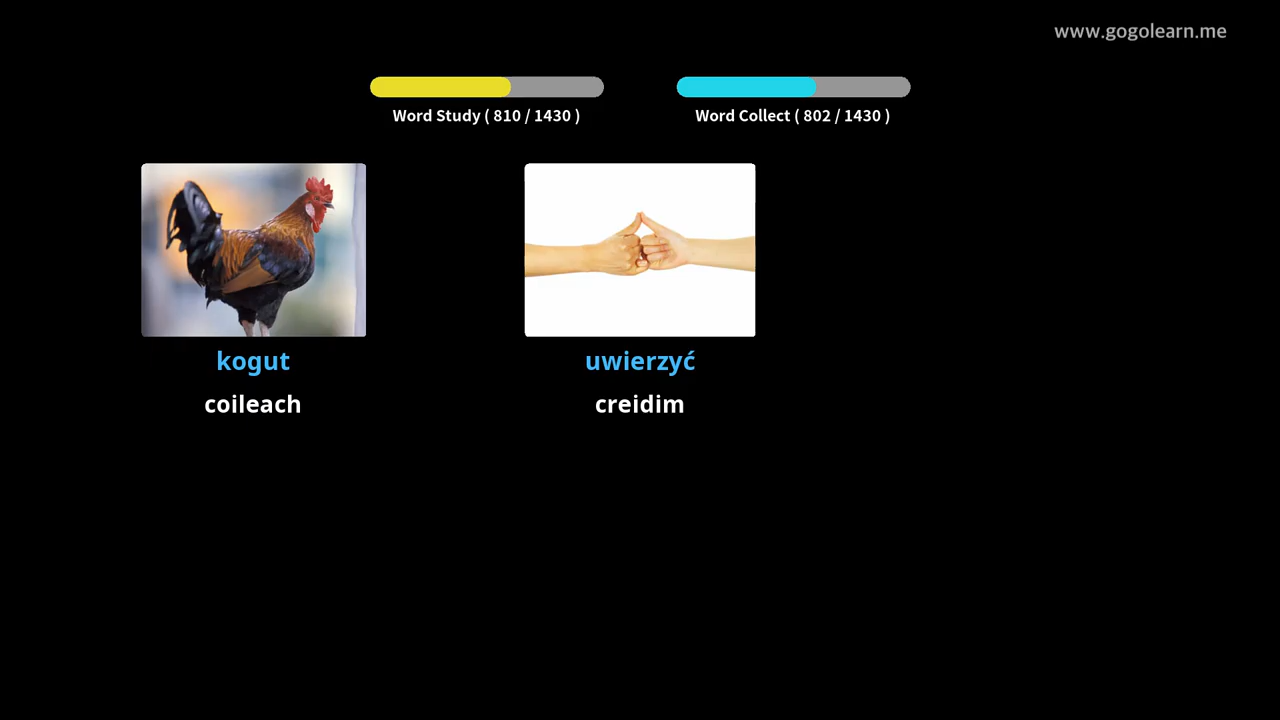 www.gogolearn.me
Word Study ( 810 / 1430 )
Word Collect ( 802 / 1430 )
kogut
uwierzyć
coileach
creidim